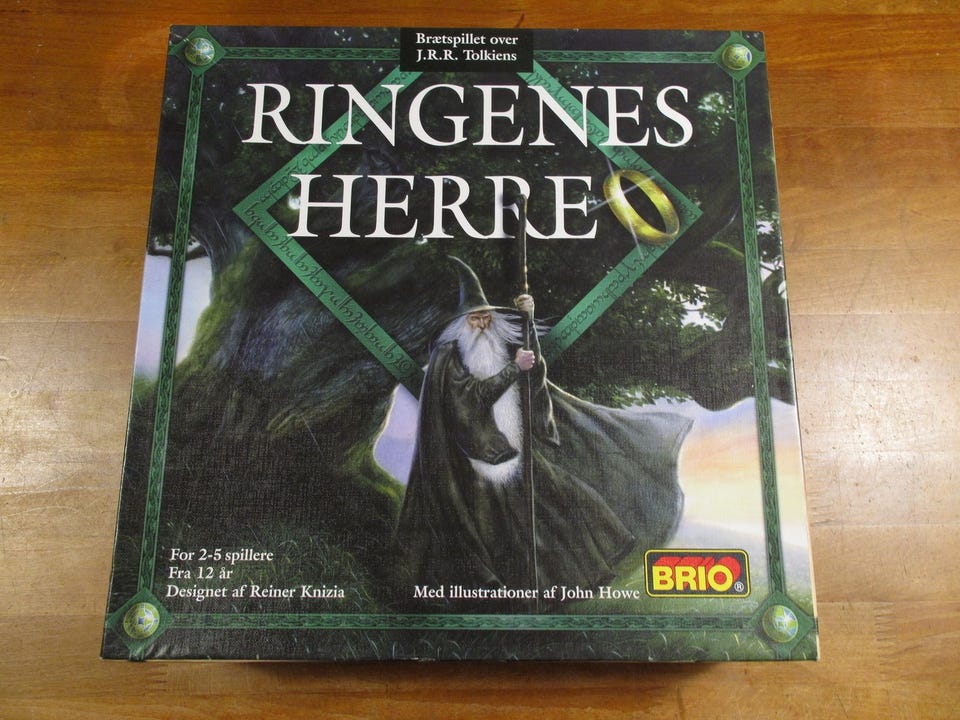 Brætspillet over
J.R.R. Tolkiens
RINGENES
HERRE
For 2-5 spillere
Fra 12 år
Designet af Reiner Knizia
Med illustrationer af John Howe
BRIO®